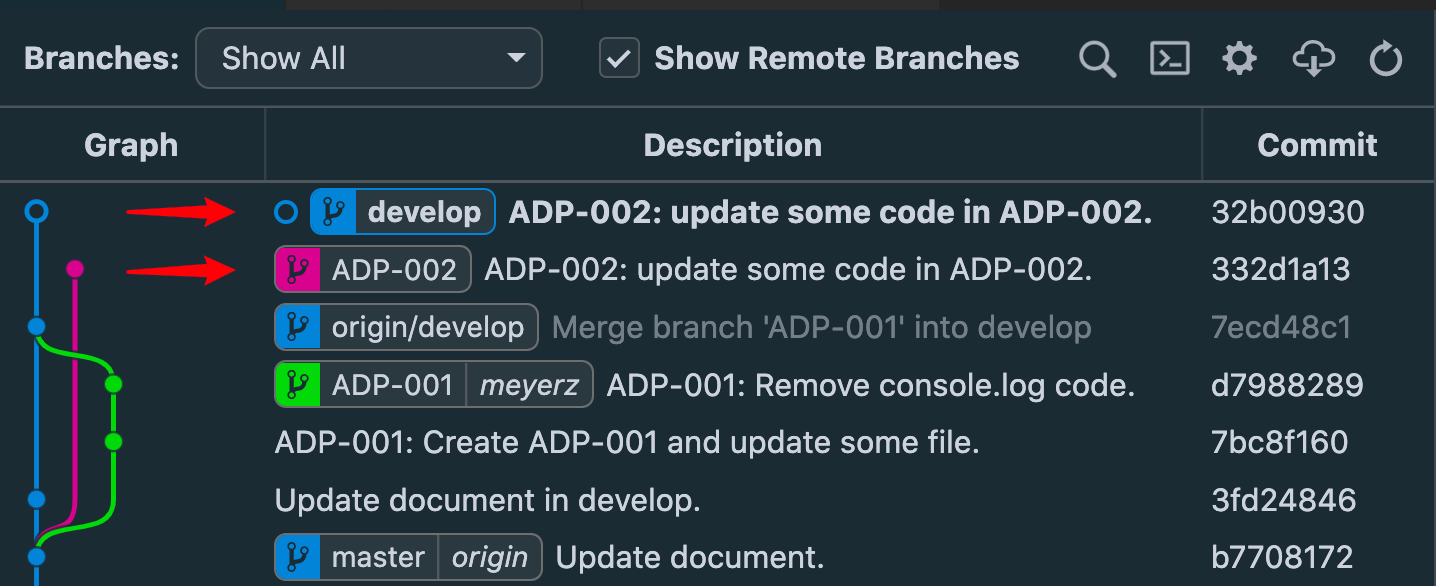 Branches: Show All Show Remote Branches
Graph Description Commit
develop ADP-002: update some code in ADP-002. 32b00930
ADP-002 ADP-002: update some code in ADP-002. 332d1a13
origin/develop Merge branch 'ADP-001' into develop 7ecd48c1
ADP-001 meyerz ADP-001: Remove console.log code. d7988289
ADP-001: Create ADP-001 and update some file. 7bc8f160
Update document in develop. 3fd24846
master origin Update document. b7708172